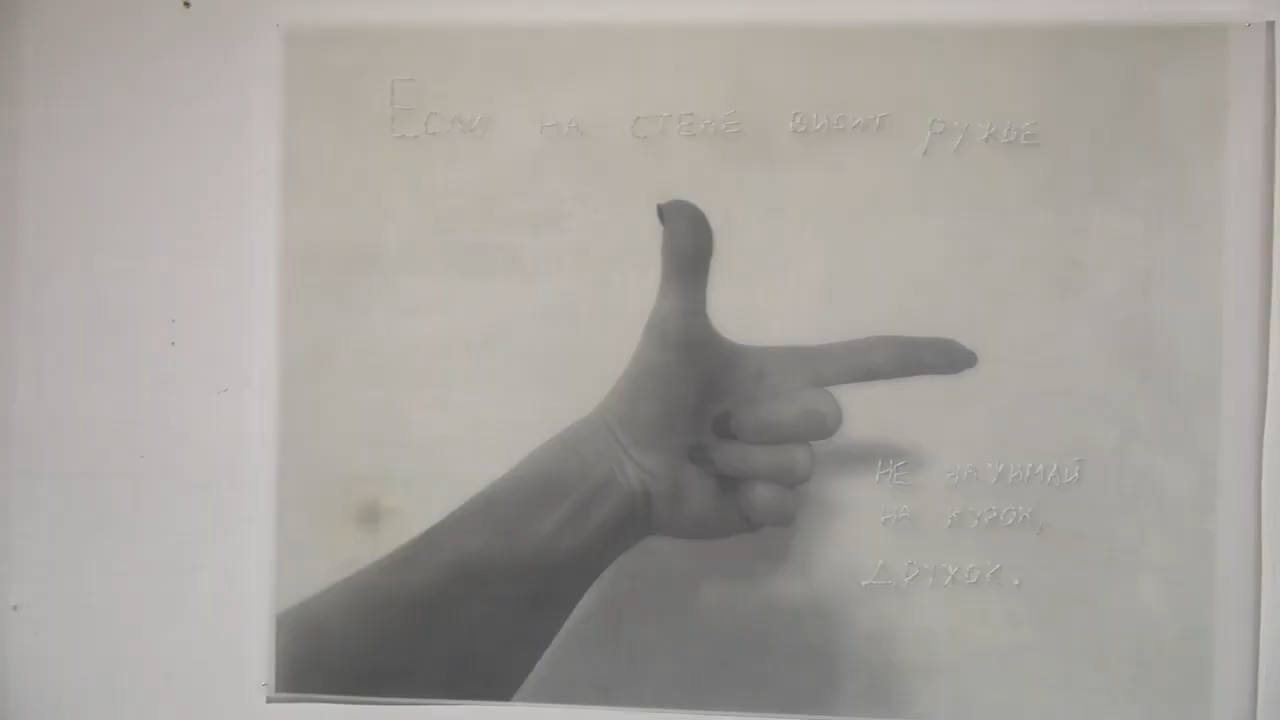 Если на стене висит ружье
не нажимай
на курок,
дружок.